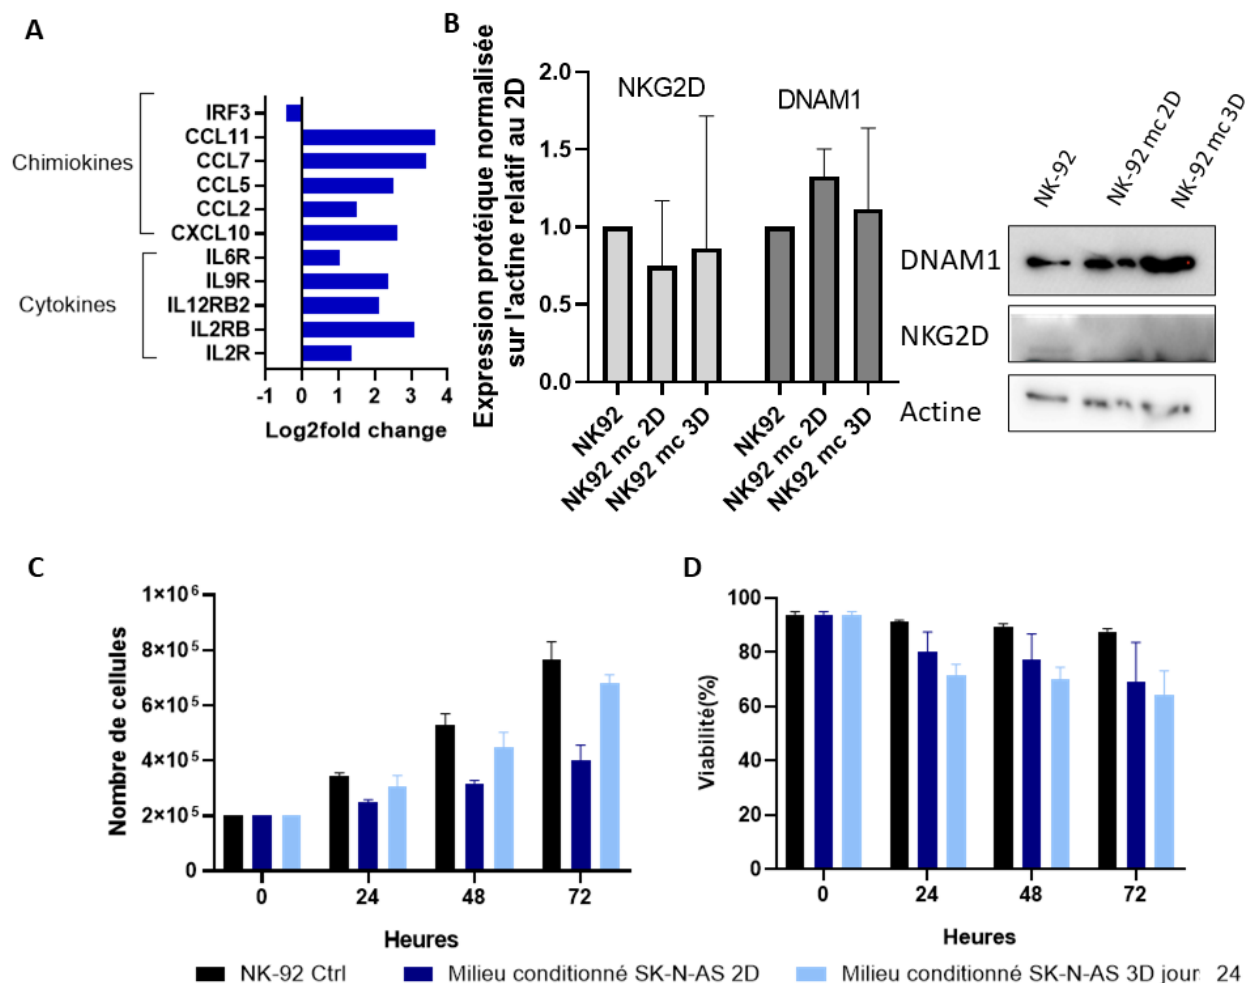 A
Chimiokines
Cytokines
IRF3
CCL11
CCL7
CCL5
CCL2
CXCL10
IL6R
IL9R
IL12RB2
IL2RB
IL2R
-1 0 1 2 3 4
Log2fold change
B
Expression protéique normalisée
sur l'actine relatif au 2D
2.0
1.5
1.0
0.5
0.0
NKG2D
DNAM1
NK92
NK92 mc 2D
NK92 mc 3D
NK92
NK92 mc 2D
NK92 mc 3D
NK-92
NK-92 mc 2D
NK-92 mc 3D
DNAM1
NKG2D
Actine
C
Nombre de cellules
1×10⁶
8×10⁵
6×10⁵
4×10⁵
2×10⁵
0
0 24 48 72
Heures
D
Viabilité(%)
100
80
60
40
20
0
0 24 48 72
Heures
NK-92 Ctrl
Milieu conditionné SK-N-AS 2D
Milieu conditionné SK-N-AS 3D jour 24